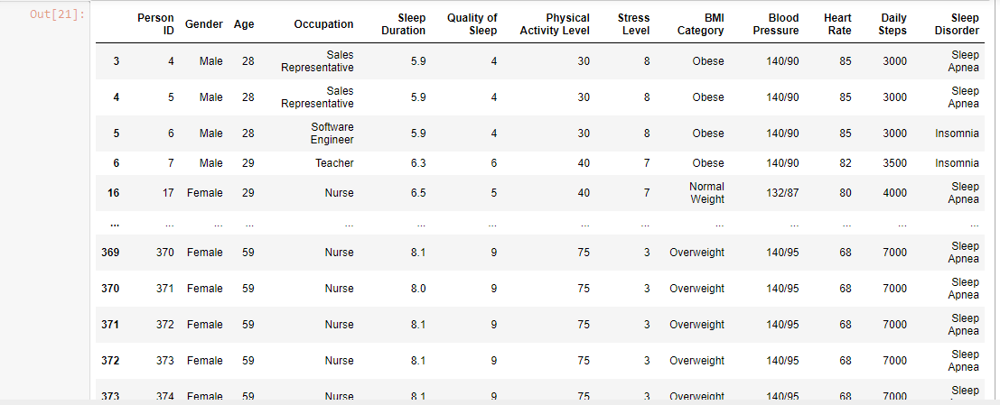 Out[21]:
Person ID Gender Age Occupation Sleep Duration Quality of Sleep Physical Activity Level Stress Level BMI Category Blood Pressure Heart Rate Daily Steps Sleep Disorder
3 4 Male 28 Sales Representative 5.9 4 30 8 Obese 140/90 85 3000 Sleep Apnea
4 5 Male 28 Sales Representative 5.9 4 30 8 Obese 140/90 85 3000 Sleep Apnea
5 6 Male 28 Software Engineer 5.9 4 30 8 Obese 140/90 85 3000 Insomnia
6 7 Male 29 Teacher 6.3 6 40 7 Obese 140/90 82 3500 Insomnia
16 17 Female 29 Nurse 6.5 5 40 7 Normal Weight 132/87 80 4000 Sleep Apnea
... ... ... ... ... ... ... ... ... ... ... ... ... ...
369 370 Female 59 Nurse 8.1 9 75 3 Overweight 140/95 68 7000 Sleep Apnea
370 371 Female 59 Nurse 8.0 9 75 3 Overweight 140/95 68 7000 Sleep Apnea
371 372 Female 59 Nurse 8.1 9 75 3 Overweight 140/95 68 7000 Sleep Apnea
372 373 Female 59 Nurse 8.1 9 75 3 Overweight 140/95 68 7000 Sleep Apnea
373 374 Female 59 Nurse 8.1 9 75 3 Overweight 140/95 68 7000 Sleep